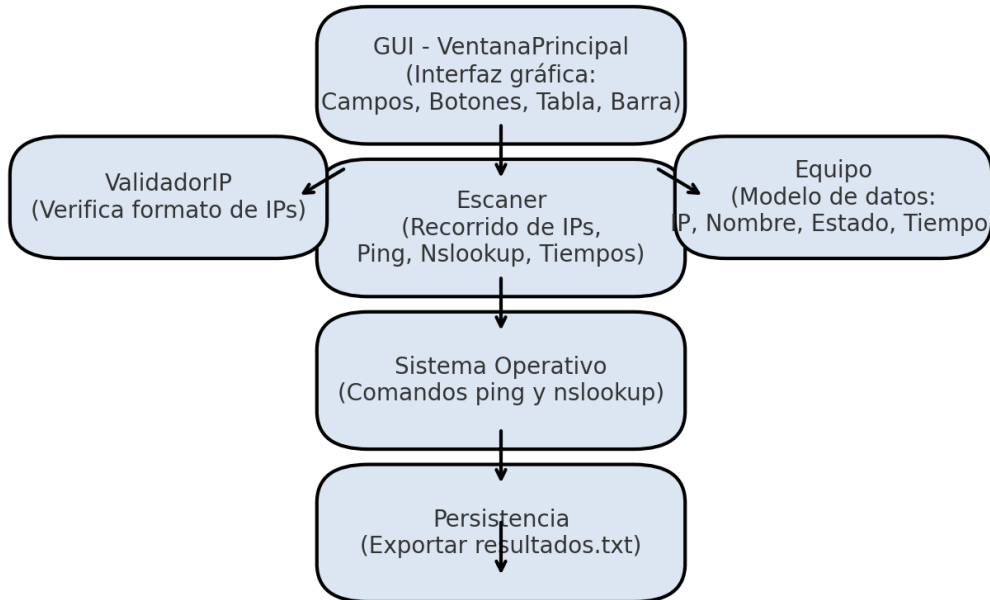 GUI - VentanaPrincipal
(Interfaz gráfica:
Campos, Botones, Tabla, Barra)
ValidadorIP
(Verifica formato de IPs)
Escaner
(Recorrido de IPs,
Ping, Nslookup, Tiempos)
Equipo
(Modelo de datos:
IP, Nombre, Estado, Tiempo
Sistema Operativo
(Comandos ping y nslookup)
Persistencia
(Exportar resultados.txt)